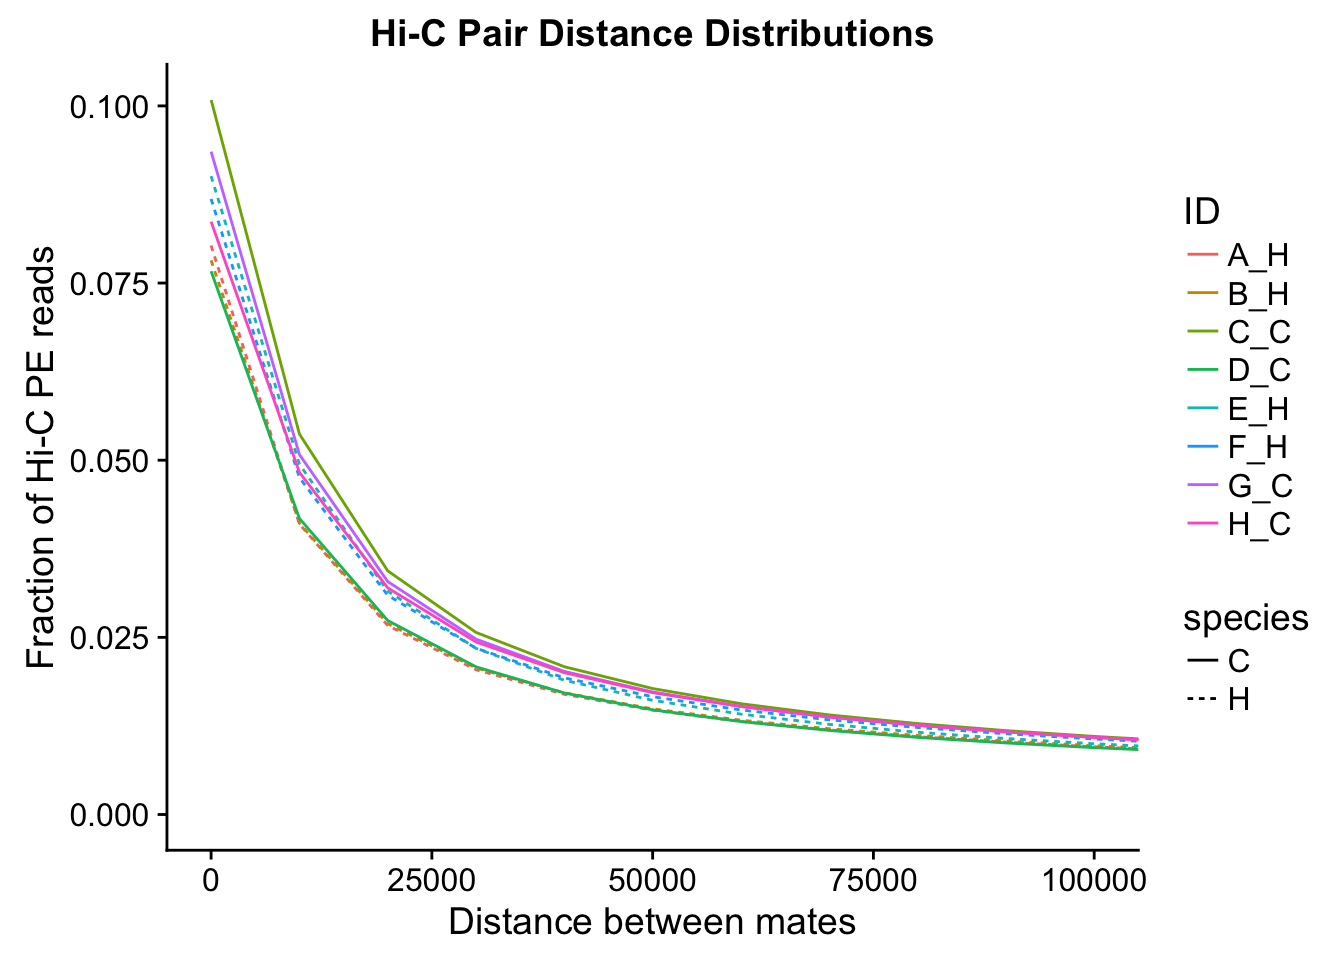 Hi-C Pair Distance Distributions
Fraction of Hi-C PE reads
0.100
0.075
0.050
0.025
0.000
0
25000
50000
75000
100000
Distance between mates
ID
A_H
B_H
C_C
D_C
E_H
F_H
G_C
H_C
species
C
H